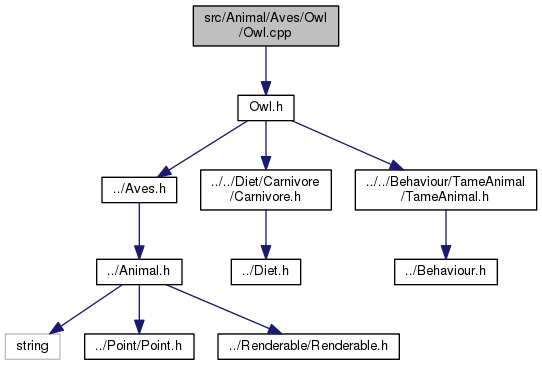 src/Animal/Aves/Owl
/Owl.cpp
Owl.h
../Aves.h
../../Diet/Carnivore
/Carnivore.h
../../Behaviour/TameAnimal
/TameAnimal.h
../Animal.h
../Diet.h
../Behaviour.h
string
../Point/Point.h
../Renderable/Renderable.h